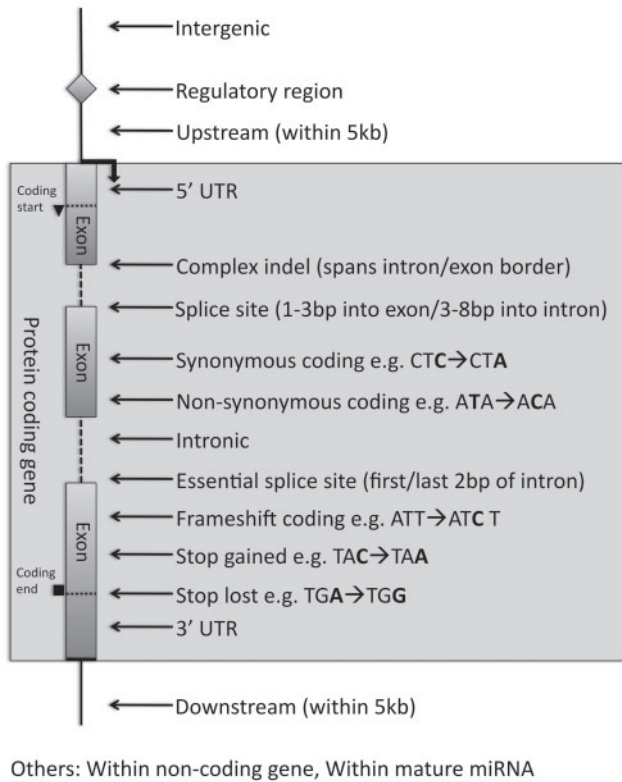 Intergenic
Regulatory region
Upstream (within 5kb)
Coding
start
5' UTR
Exon
Complex indel (spans intron/exon border)
Splice site (1-3bp into exon/3-8bp into intron)
Protein coding gene
Exon
Synonymous coding e.g. CTC→CTA
Non-synonymous coding e.g. ATA→ACA
Intronic
Essential splice site (first/last 2bp of intron)
Exon
Frameshift coding e.g. ATT→ATC T
Stop gained e.g. TAC→TAA
Coding
end
Stop lost e.g. TGA→TGG
3' UTR
Downstream (within 5kb)
Others: Within non-coding gene, Within mature miRNA